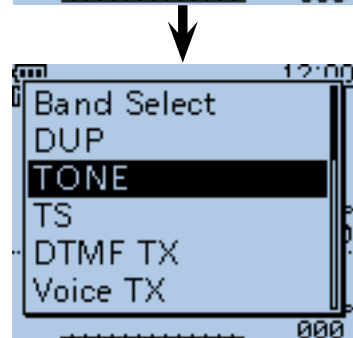 12:00
Band Select
DUP
TONE
TS
DTMF TX
Voice TX
000